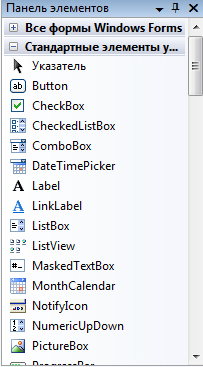 Панель элементов
Все формы Windows Forms
Стандартные элементы у...
Указатель
Button
CheckBox
CheckedListBox
ComboBox
DateTimePicker
Label
LinkLabel
ListBox
ListView
MaskedTextBox
MonthCalendar
NotifyIcon
NumericUpDown
PictureBox
ProgressBar